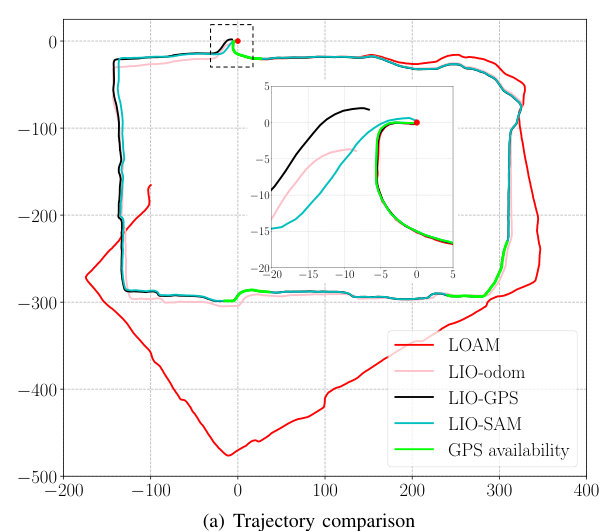 0
−100
−200
−300
−400
−500
5
0
−5
−10
−15
−20
−20 −15 −10 −5 0 5
LOAM
LIO-odom
LIO-GPS
LIO-SAM
GPS availability
−200 −100 0 100 200 300 400
(a) Trajectory comparison